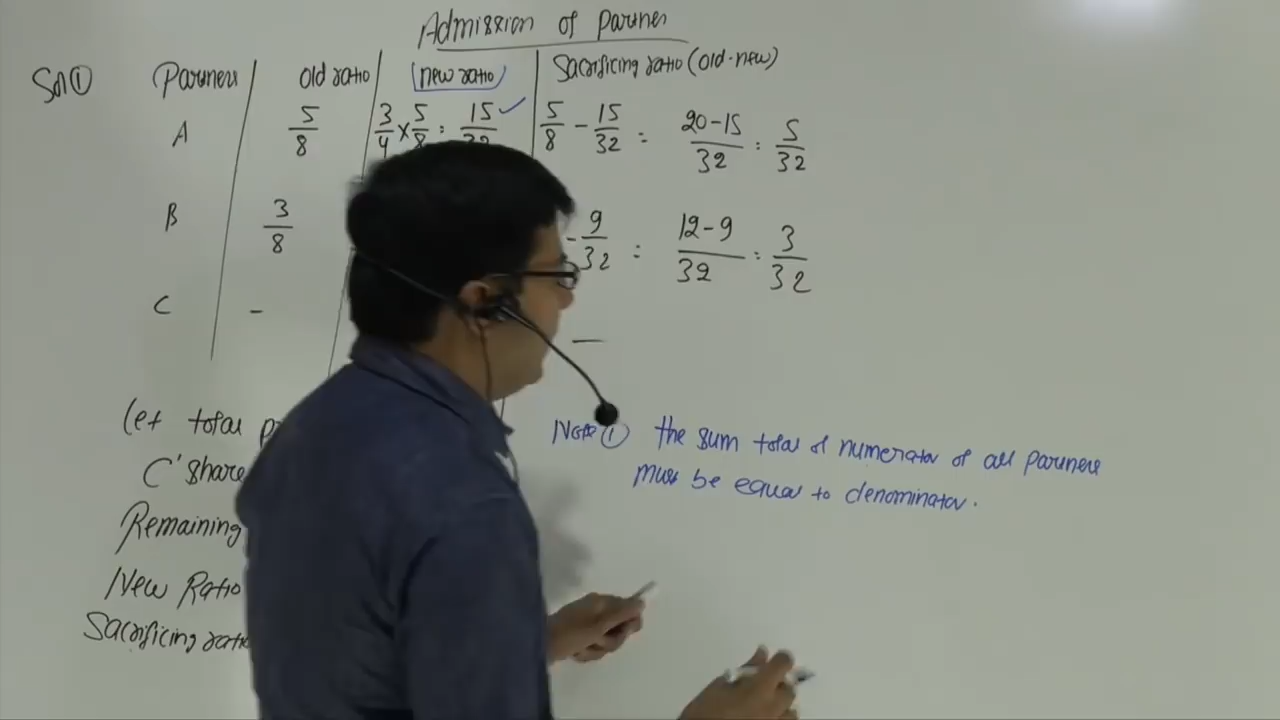 Admission of Partner
Sol ① Partners old ratio new ratio Sacrificing ratio (old-new)
A 5/8 3/4 × 5/8 : 15/32 5/8 - 15/32 = 20-15/32 : 5/32
B 3/8 - 9/32 = 12-9/32 : 3/32
C - —
Let total
C' share
Remaining
New Ratio
Sacrificing ratio
Note ① the sum total of numerator of all partners
must be equal to denominator.